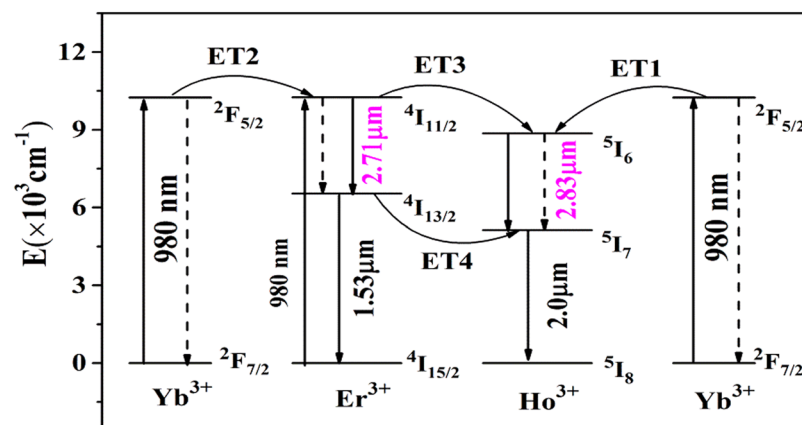 E(×10³cm⁻¹)
12
9
6
3
0
ET2
ET3
ET1
²F₅/₂
⁴I₁₁/₂
⁵I₆
²F₅/₂
980 nm
2.71μm
2.83μm
980 nm
⁴I₁₃/₂
⁵I₇
980 nm
1.53μm
ET4
2.0μm
²F₇/₂
⁴I₁₅/₂
⁵I₈
²F₇/₂
Yb³⁺
Er³⁺
Ho³⁺
Yb³⁺